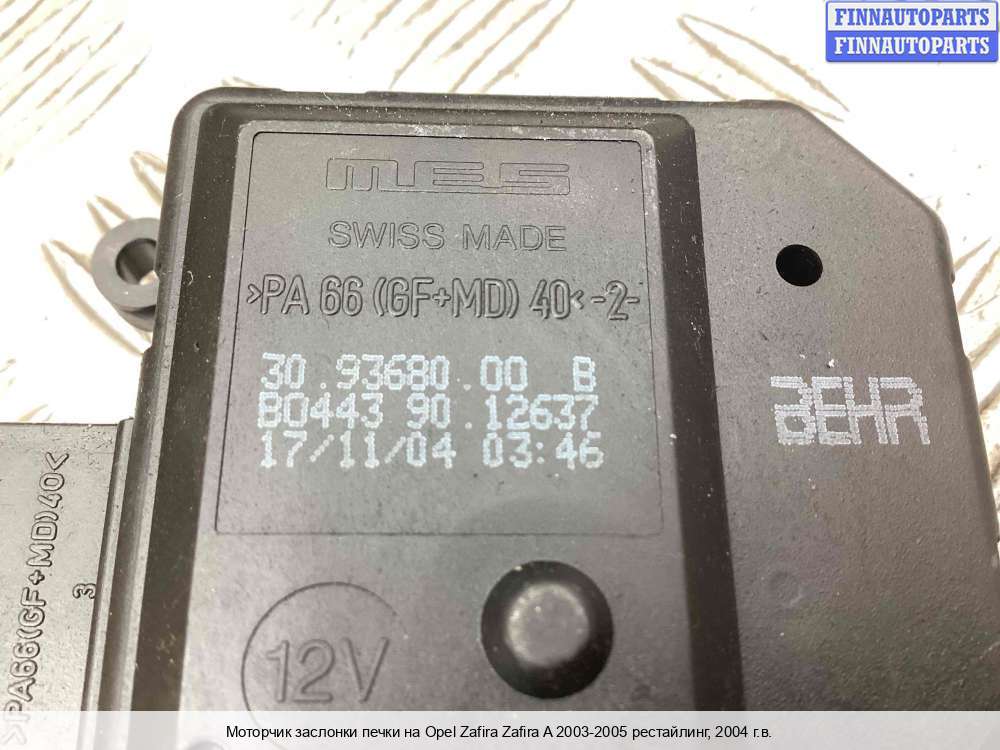 FINNAUTOPARTS
FINNAUTOPARTS
MES
SWISS MADE
>PA 66 (GF+MD) 40< -2-
30.93680.00 B
B0443 90.12637
17/11/04 03:46
BEHR
>PA66(GF+MD)40<
3
12V
Моторчик заслонки печки на Opel Zafira Zafira A 2003-2005 рестайлинг, 2004 г.в.